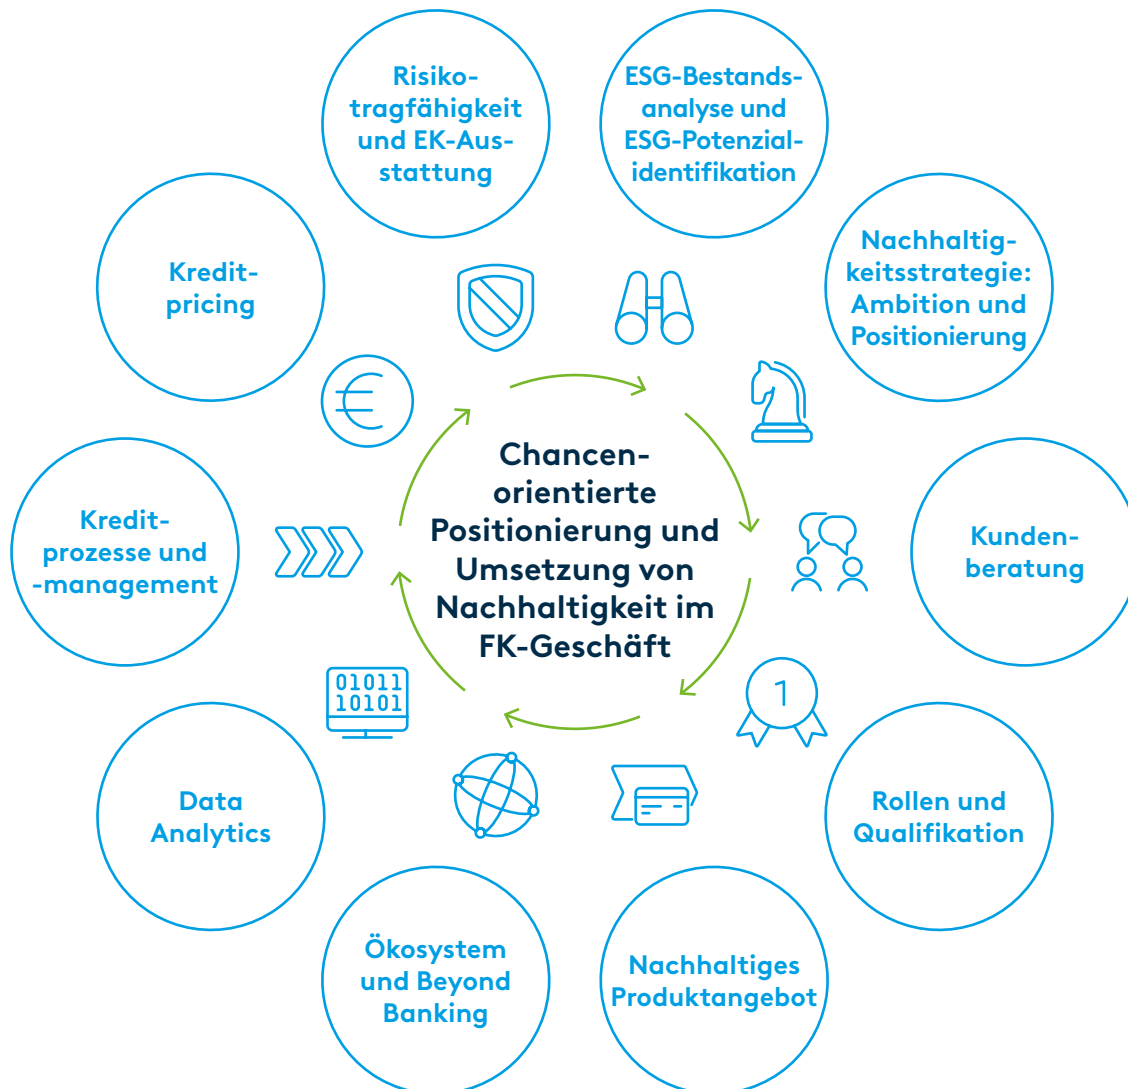 Risiko-
tragfähigkeit
und EK-Aus-
stattung
ESG-Bestands-
analyse und
ESG-Potenzial-
identifikation
Nachhaltig-
keitsstrategie:
Ambition und
Positionierung
Kunden-
beratung
Rollen und
Qualifikation
Nachhaltiges
Produktangebot
Ökosystem
und Beyond
Banking
Data
Analytics
Kredit-
prozesse und
-management
Kredit-
pricing
Chancen-
orientierte
Positionierung und
Umsetzung von
Nachhaltigkeit im
FK-Geschäft
€
1
01011
10101